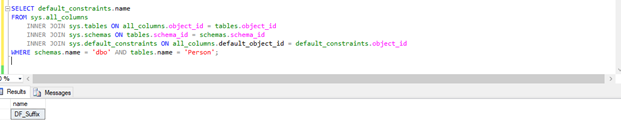 SELECT default_constraints.name
FROM sys.all_columns
INNER JOIN sys.tables ON all_columns.object_id = tables.object_id
INNER JOIN sys.schemas ON tables.schema_id = schemas.schema_id
INNER JOIN sys.default_constraints ON all_columns.default_object_id = default_constraints.object_id
WHERE schemas.name = 'dbo' AND tables.name = 'Person';
0 %
Results Messages
name
DF_Suffix